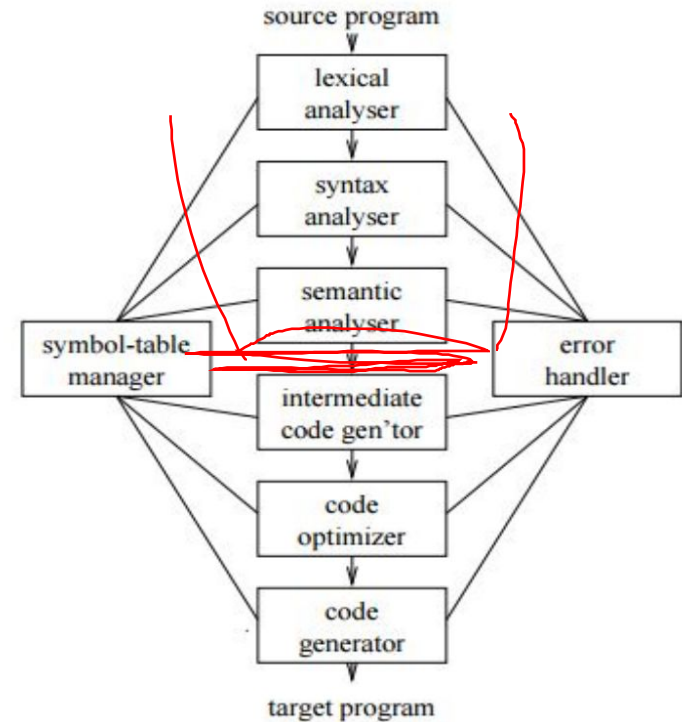 source program
lexical
analyser
syntax
analyser
semantic
analyser
symbol-table
manager
error
handler
intermediate
code gen'tor
code
optimizer
code
generator
target program